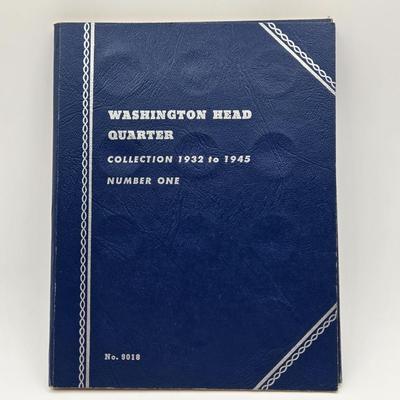 WASHINGTON HEAD
QUARTER
COLLECTION 1932 to 1945
NUMBER ONE
No. 9018